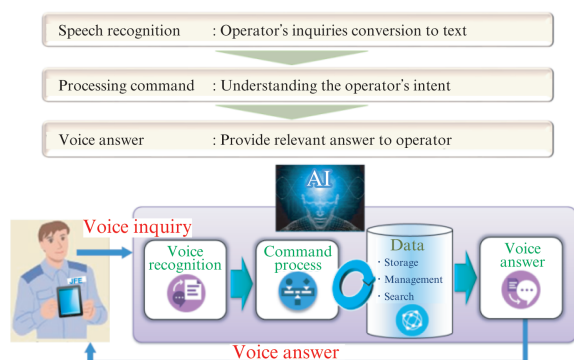 Speech recognition : Operator's inquiries conversion to text
Processing command : Understanding the operator's intent
Voice answer : Provide relevant answer to operator
AI
Voice inquiry
JFE
Voice
recognition
Command
process
Data
· Storage
· Management
· Search
Voice
answer
Voice answer